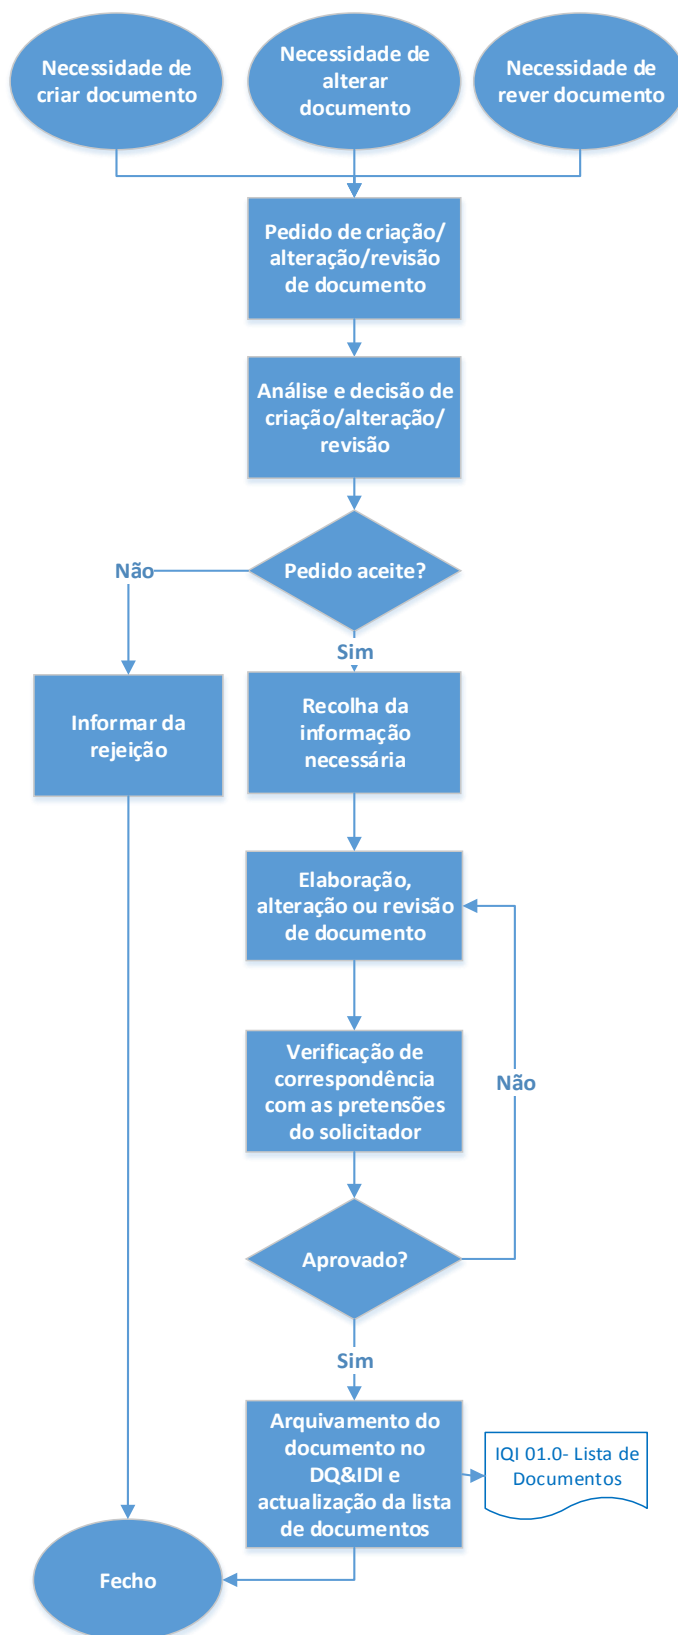 Necessidade de
criar documento
Necessidade de
alterar
documento
Necessidade de
rever documento
Pedido de criação/
alteração/revisão
de documento
Análise e decisão de
criação/alteração/
revisão
Pedido aceite?
Não
Sim
Informar da
rejeição
Recolha da
informação
necessária
Elaboração,
alteração ou revisão
de documento
Verificação de
correspondência
com as pretensões
do solicitador
Não
Aprovado?
Sim
Arquivamento do
documento no
DQ&IDI e
actualização da lista
de documentos
IQI 01.0- Lista de
Documentos
Fecho